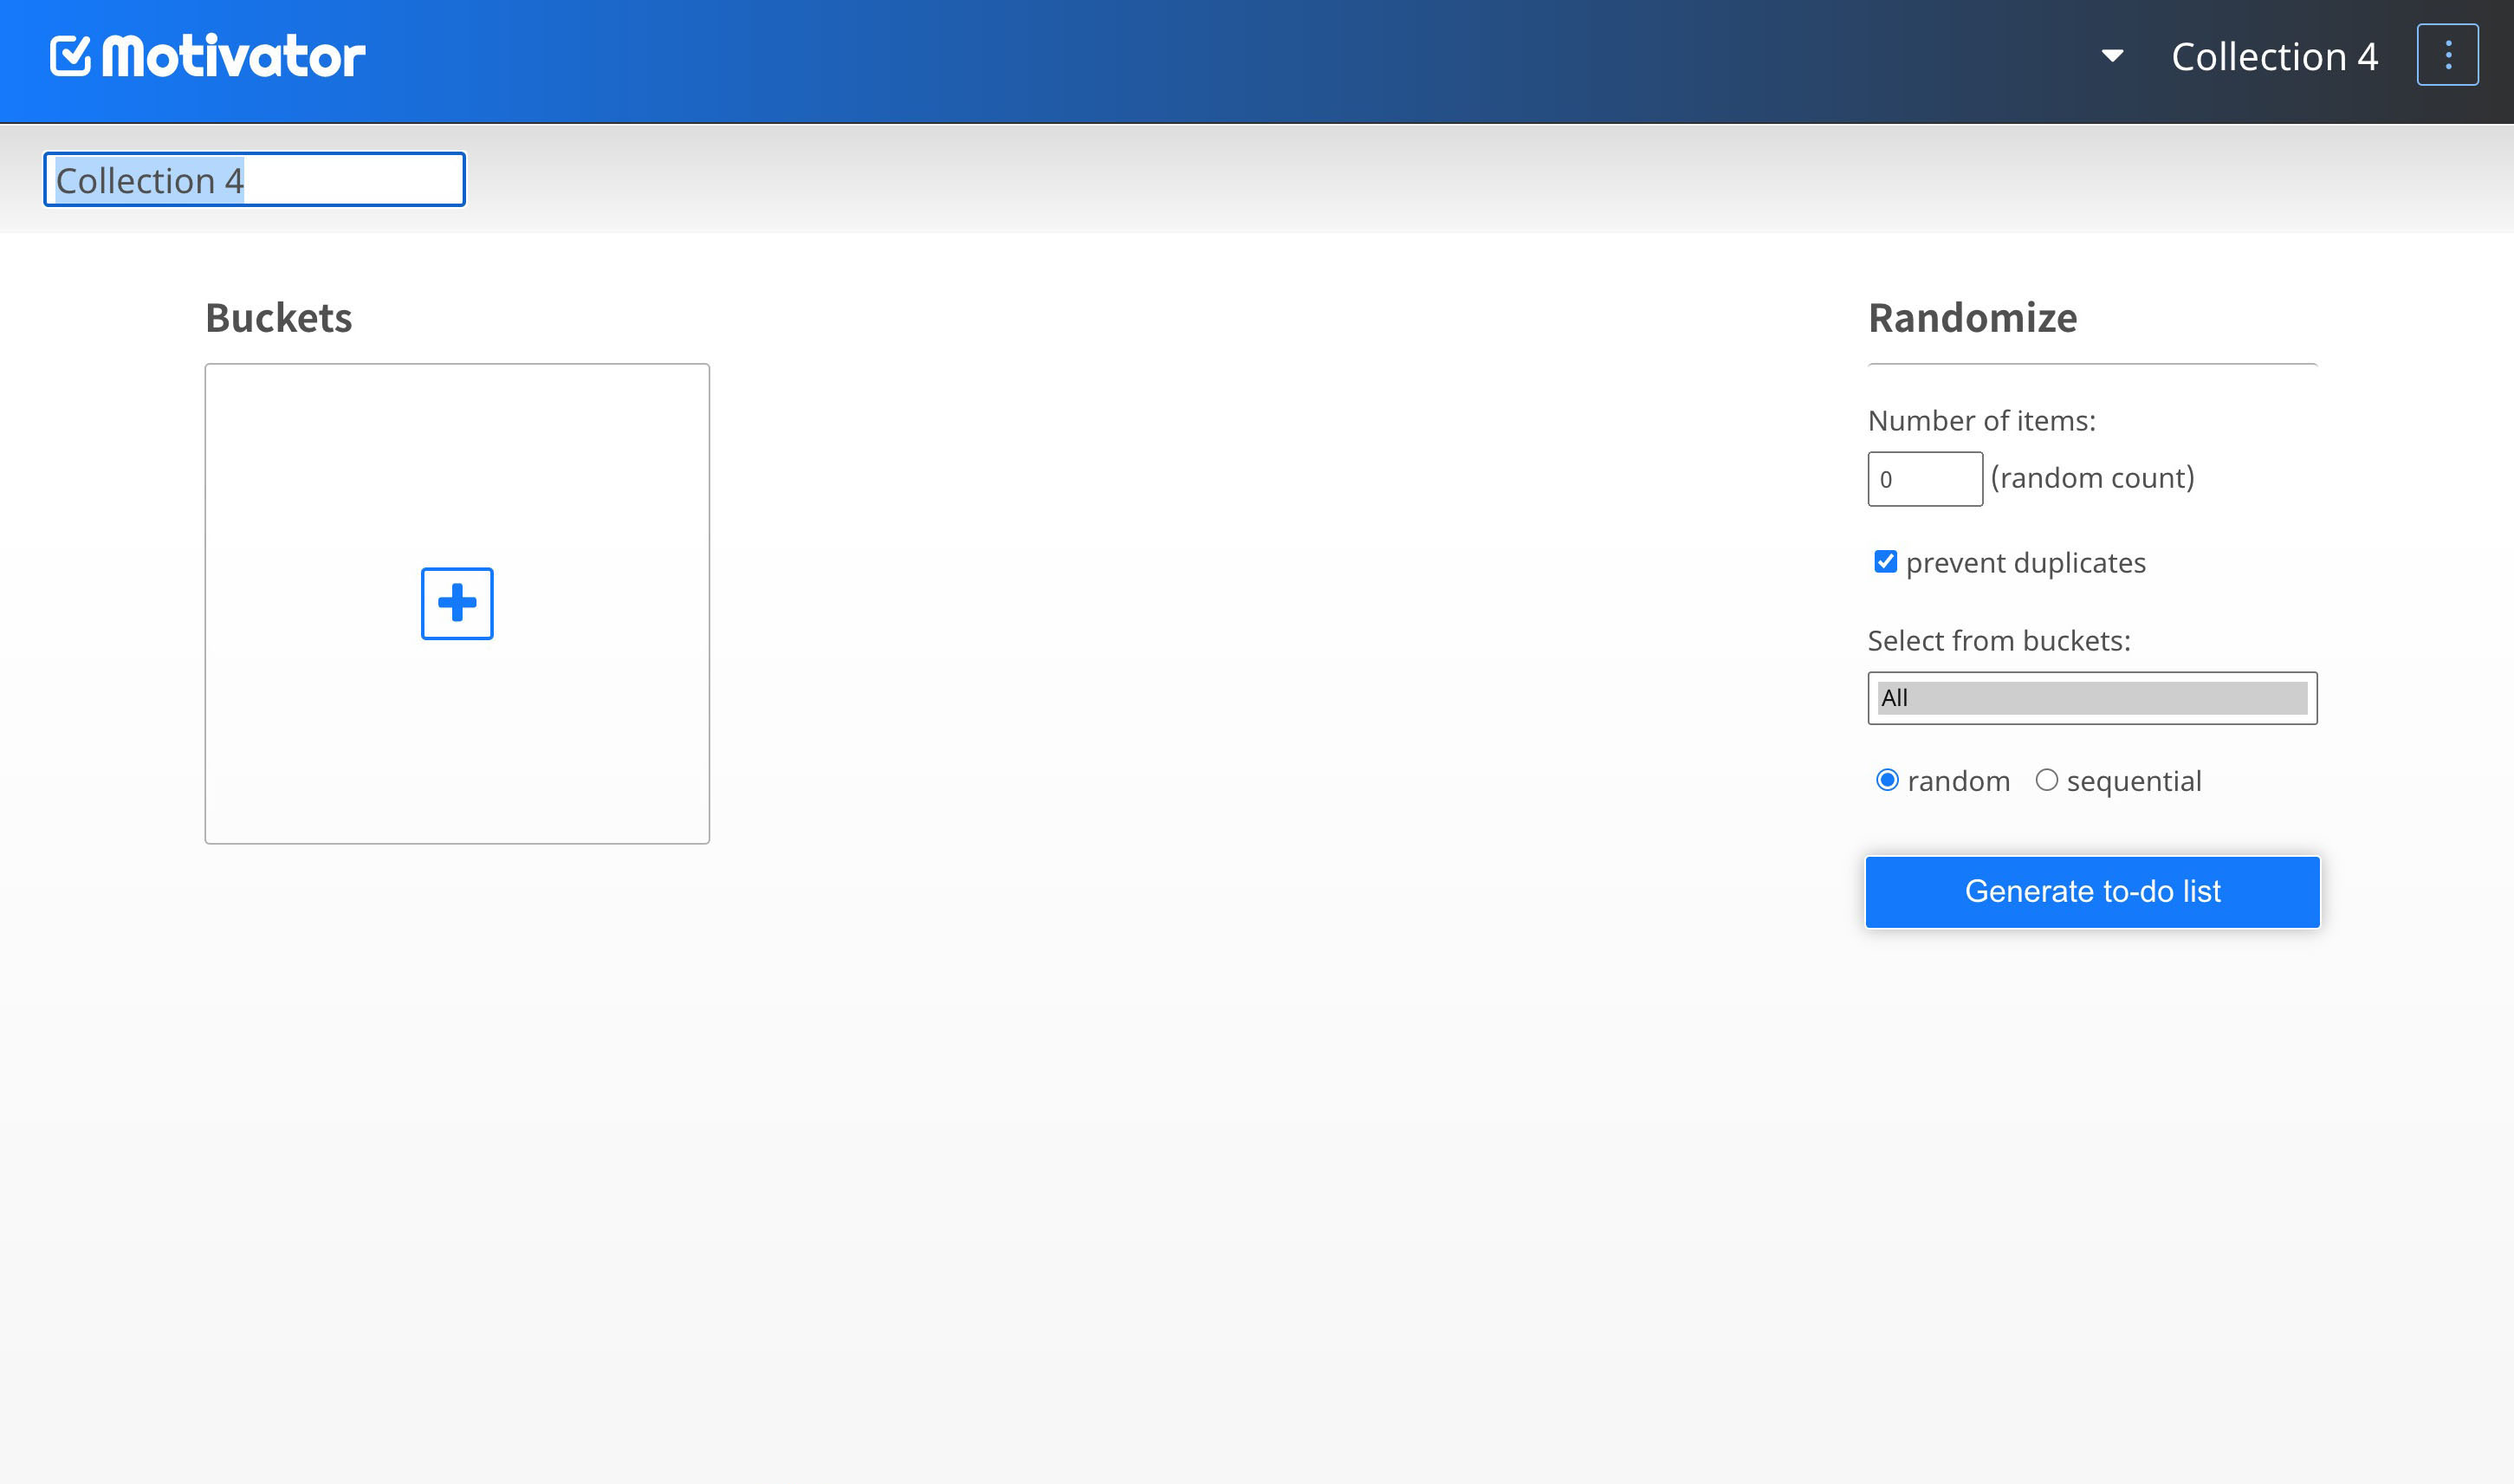 Motivator
Collection 4
Collection 4
Buckets
Randomize
Number of items:
0 (random count)
prevent duplicates
Select from buckets:
All
random sequential
Generate to-do list